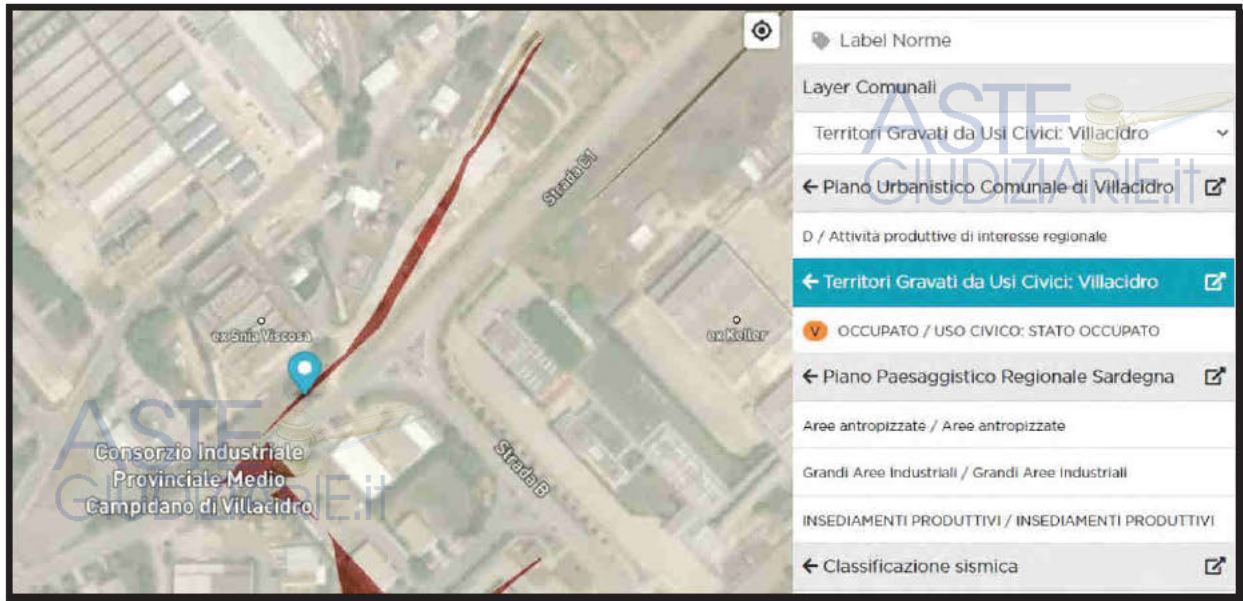 Label Norme
Layer Comunali
Territori Gravati da Usi Civici: Villacidro
← Piano Urbanistico Comunale di Villacidro
D / Attività produttive di interesse regionale
← Territori Gravati da Usi Civici: Villacidro
V OCCUPATO / USO CIVICO: STATO OCCUPATO
← Piano Paesaggistico Regionale Sardegna
Aree antropizzate / Aree antropizzate
Grandi Aree Industriali / Grandi Aree Industriali
INSEDIAMENTI PRODUTTIVI / INSEDIAMENTI PRODUTTIVI
← Classificazione sismica
Strada C1
ex Snia Viscosa
ex Keller
Strada B
Consorzio Industriale
Provinciale Medio
Campidano di Villacidro
ASTE
GIUDIZIARIE.it
ASTE
GIUDIZIARIE.it